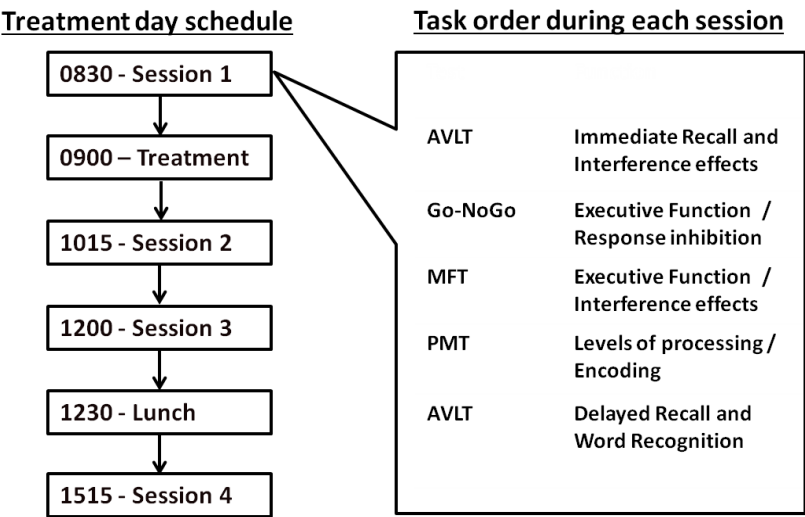 Treatment day schedule
0830 - Session 1
0900 – Treatment
1015 - Session 2
1200 - Session 3
1230 - Lunch
1515 - Session 4
Task order during each session
AVLT Immediate Recall and
Interference effects
Go-NoGo Executive Function /
Response inhibition
MFT Executive Function /
Interference effects
PMT Levels of processing /
Encoding
AVLT Delayed Recall and
Word Recognition